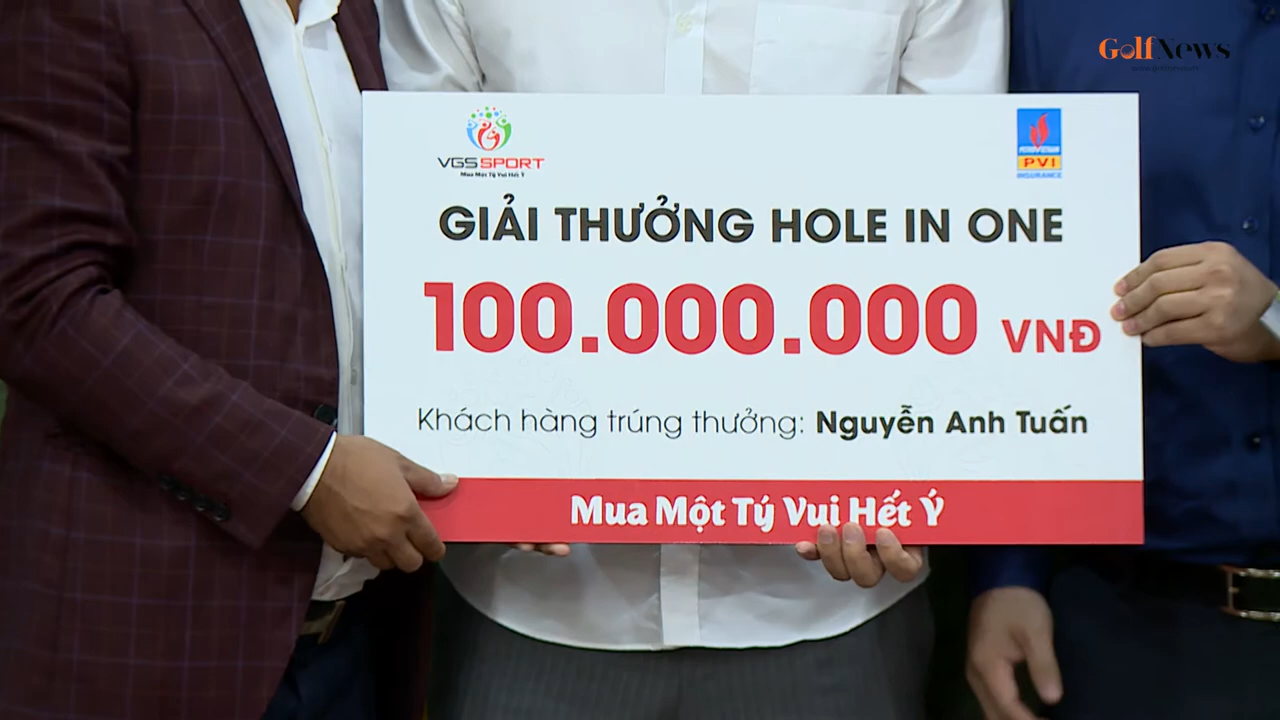 GolfNews
VGS SPORT
Mua Một Tý Vui Hết Ý
PETROVIETNAM
PVI
INSURANCE
GIẢI THƯỞNG HOLE IN ONE
100.000.000 VNĐ
Khách hàng trúng thưởng: Nguyễn Anh Tuấn
Mua Một Tý Vui Hết Ý